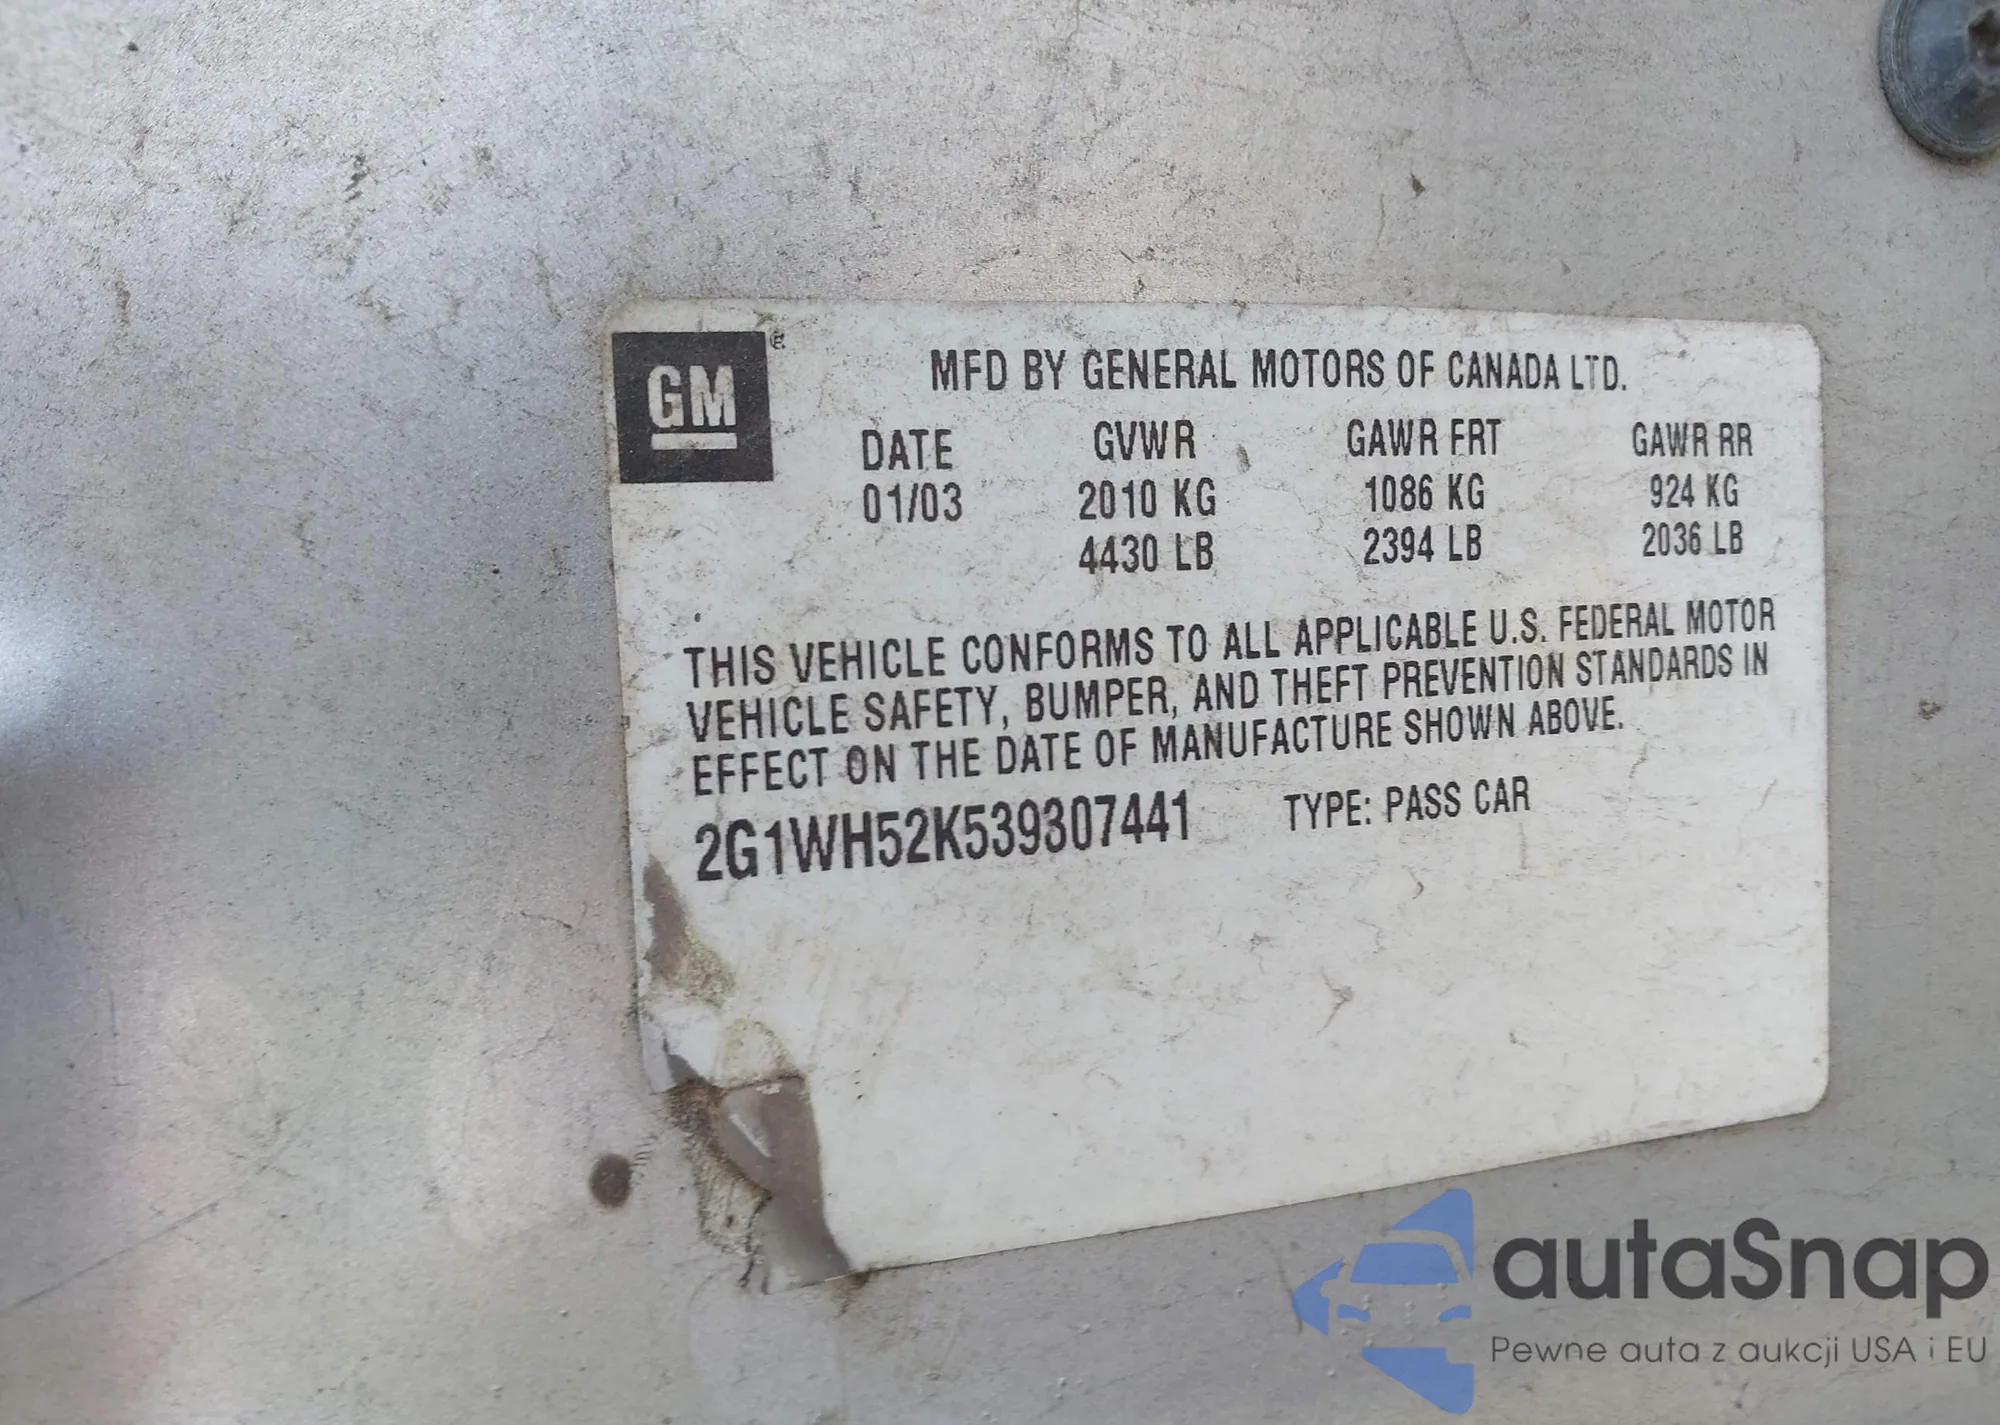 GM
MFD BY GENERAL MOTORS OF CANADA LTD.
DATE GVWR GAWR FRT GAWR RR
01/03 2010 KG 1086 KG 924 KG
4430 LB 2394 LB 2036 LB
THIS VEHICLE CONFORMS TO ALL APPLICABLE U.S. FEDERAL MOTOR
VEHICLE SAFETY, BUMPER, AND THEFT PREVENTION STANDARDS IN
EFFECT ON THE DATE OF MANUFACTURE SHOWN ABOVE.
2G1WH52K539307441 TYPE: PASS CAR
autaSnap
Pewne auta z aukcji USA i EU